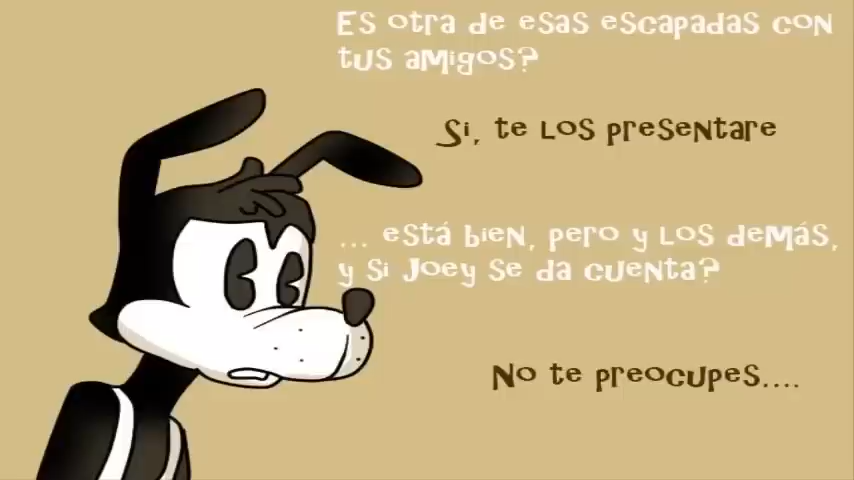 Es otra de esas escapadas con
tus amigos?
Si, te los presentare
... está bien, pero y los demás,
y si Joey se da cuenta?
No te preocupes....